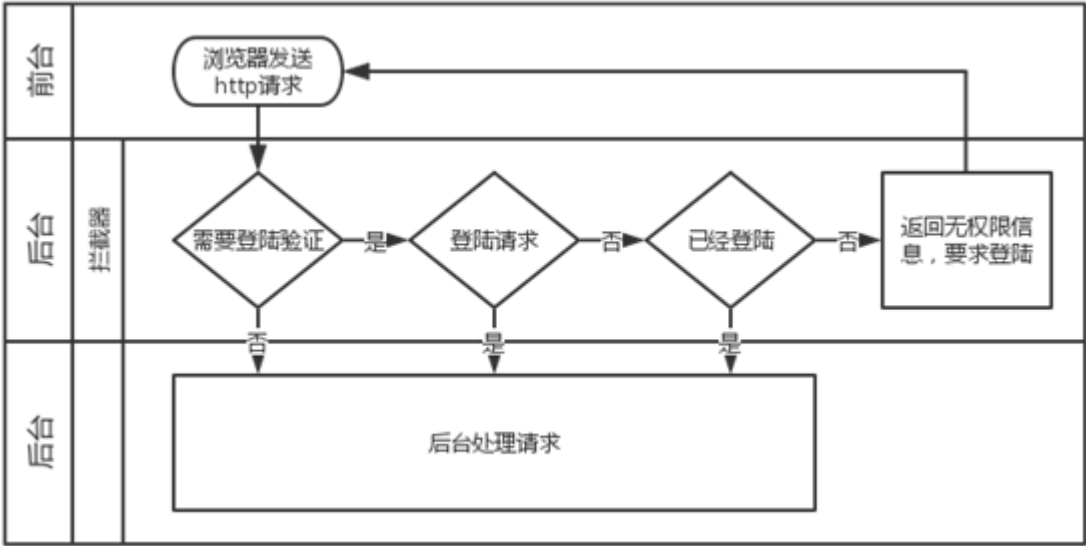 前台
浏览器发送
http请求
后台
拦截器
需要登陆验证
是
登陆请求
否
已经登陆
否
返回无权限信
息，要求登陆
否
是
是
后台
后台处理请求